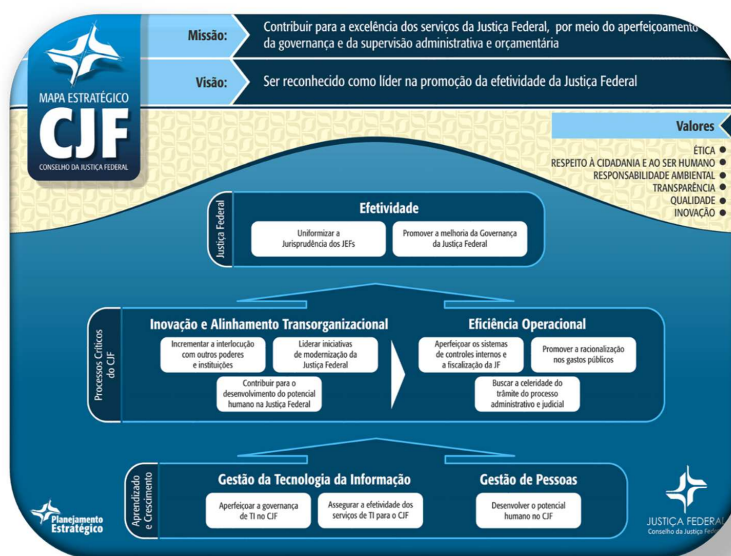 Missão:
Contribuir para a excelência dos serviços da Justiça Federal, por meio do aperfeiçoamento
da governança e da supervisão administrativa e orçamentária
Visão:
Ser reconhecido como líder na promoção da efetividade da Justiça Federal
MAPA ESTRATÉGICO
CJF
CONSELHO DA JUSTIÇA FEDERAL
Valores
ÉTICA
RESPEITO À CIDADANIA E AO SER HUMANO
RESPONSABILIDADE AMBIENTAL
TRANSPARÊNCIA
QUALIDADE
INOVAÇÃO
Justiça Federal
Efetividade
Uniformizar a
Jurisprudência dos JEFs
Promover a melhoria da Governança
da Justiça Federal
Processos Críticos
do CJF
Inovação e Alinhamento Transorganizacional
Incrementar a interlocução
com outros poderes
e instituições
Liderar iniciativas
de modernização da
Justiça Federal
Contribuir para o
desenvolvimento do potencial
humano na Justiça Federal
Eficiência Operacional
Aperfeiçoar os sistemas
de controles internos e
a fiscalização da JF
Promover a racionalização
nos gastos públicos
Buscar a celeridade do
trâmite do processo
administrativo e judicial
Aprendizado
e Crescimento
Gestão da Tecnologia da Informação
Aperfeiçoar a governança
de TI no CJF
Assegurar a efetividade dos
serviços de TI para o CJF
Gestão de Pessoas
Desenvolver o potencial
humano no CJF
Planejamento
Estratégico
JUSTIÇA FEDERAL
Conselho da Justiça Federal